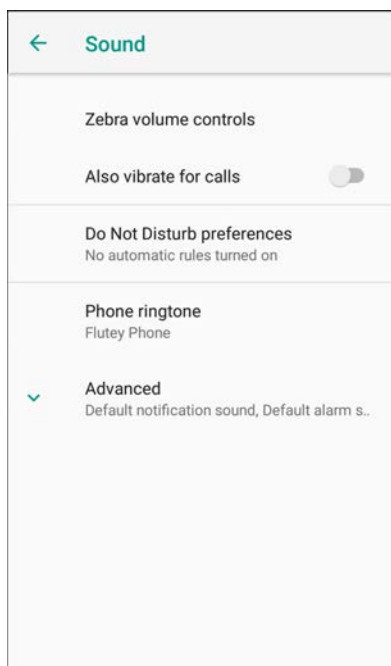 Sound
Zebra volume controls
Also vibrate for calls
Do Not Disturb preferences
No automatic rules turned on
Phone ringtone
Flutey Phone
Advanced
Default notification sound, Default alarm s..